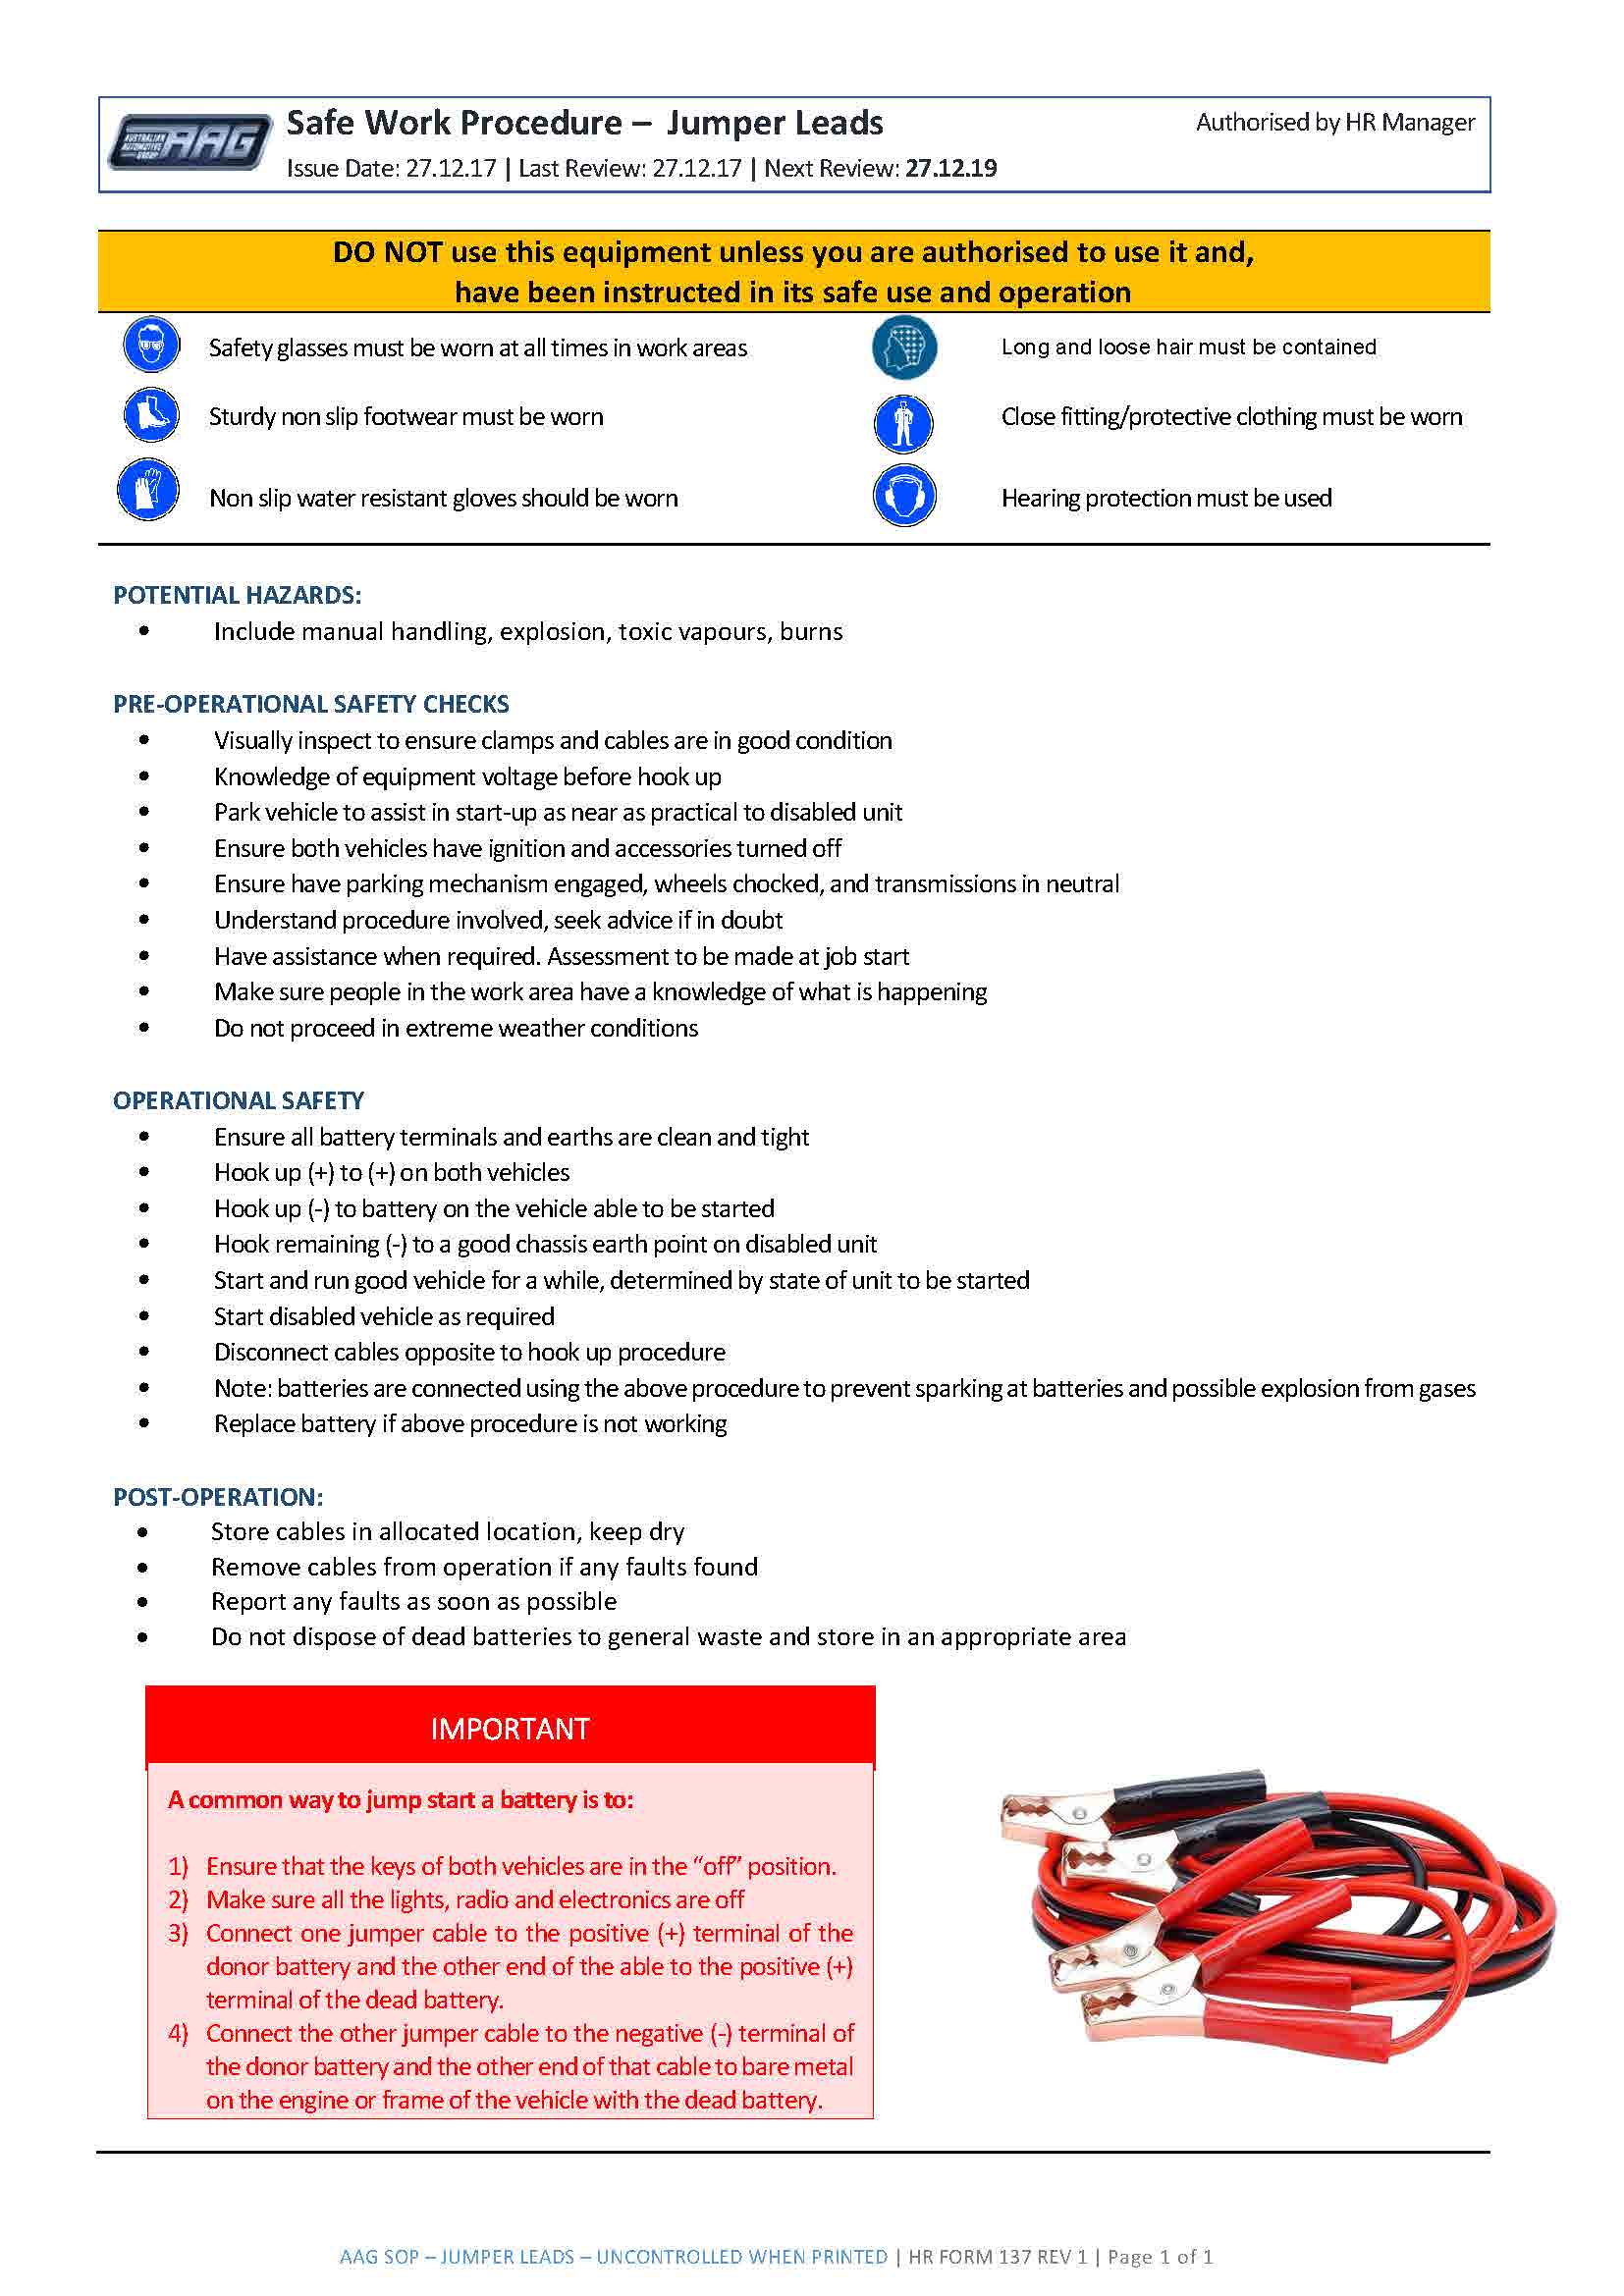 AUSTRALIAN
AUTOMOTIVE
GROUP
AAG
Safe Work Procedure – Jumper Leads
Authorised by HR Manager
Issue Date: 27.12.17 | Last Review: 27.12.17 | Next Review: 27.12.19
DO NOT use this equipment unless you are authorised to use it and,
have been instructed in its safe use and operation
Safety glasses must be worn at all times in work areas
Long and loose hair must be contained
Sturdy non slip footwear must be worn
Close fitting/protective clothing must be worn
Non slip water resistant gloves should be worn
Hearing protection must be used
POTENTIAL HAZARDS:
• Include manual handling, explosion, toxic vapours, burns
PRE-OPERATIONAL SAFETY CHECKS
• Visually inspect to ensure clamps and cables are in good condition
• Knowledge of equipment voltage before hook up
• Park vehicle to assist in start-up as near as practical to disabled unit
• Ensure both vehicles have ignition and accessories turned off
• Ensure have parking mechanism engaged, wheels chocked, and transmissions in neutral
• Understand procedure involved, seek advice if in doubt
• Have assistance when required. Assessment to be made at job start
• Make sure people in the work area have a knowledge of what is happening
• Do not proceed in extreme weather conditions
OPERATIONAL SAFETY
• Ensure all battery terminals and earths are clean and tight
• Hook up (+) to (+) on both vehicles
• Hook up (-) to battery on the vehicle able to be started
• Hook remaining (-) to a good chassis earth point on disabled unit
• Start and run good vehicle for a while, determined by state of unit to be started
• Start disabled vehicle as required
• Disconnect cables opposite to hook up procedure
• Note: batteries are connected using the above procedure to prevent sparking at batteries and possible explosion from gases
• Replace battery if above procedure is not working
POST-OPERATION:
• Store cables in allocated location, keep dry
• Remove cables from operation if any faults found
• Report any faults as soon as possible
• Do not dispose of dead batteries to general waste and store in an appropriate area
IMPORTANT
A common way to jump start a battery is to:
1) Ensure that the keys of both vehicles are in the “off” position.
2) Make sure all the lights, radio and electronics are off
3) Connect one jumper cable to the positive (+) terminal of the
donor battery and the other end of the able to the positive (+)
terminal of the dead battery.
4) Connect the other jumper cable to the negative (-) terminal of
the donor battery and the other end of that cable to bare metal
on the engine or frame of the vehicle with the dead battery.
AAG SOP – JUMPER LEADS – UNCONTROLLED WHEN PRINTED | HR FORM 137 REV 1 | Page 1 of 1